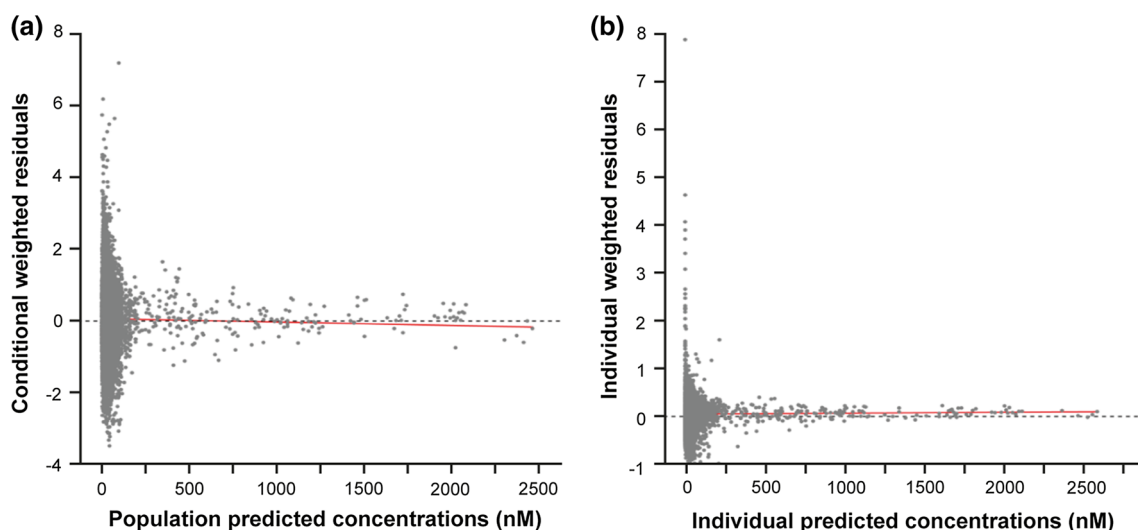 (a)
8
6
4
2
0
-2
-4
Conditional weighted residuals
0 500 1000 1500 2000 2500
Population predicted concentrations (nM)
(b)
8
7
6
5
4
3
2
1
0
-1
Individual weighted residuals
0 500 1000 1500 2000 2500
Individual predicted concentrations (nM)